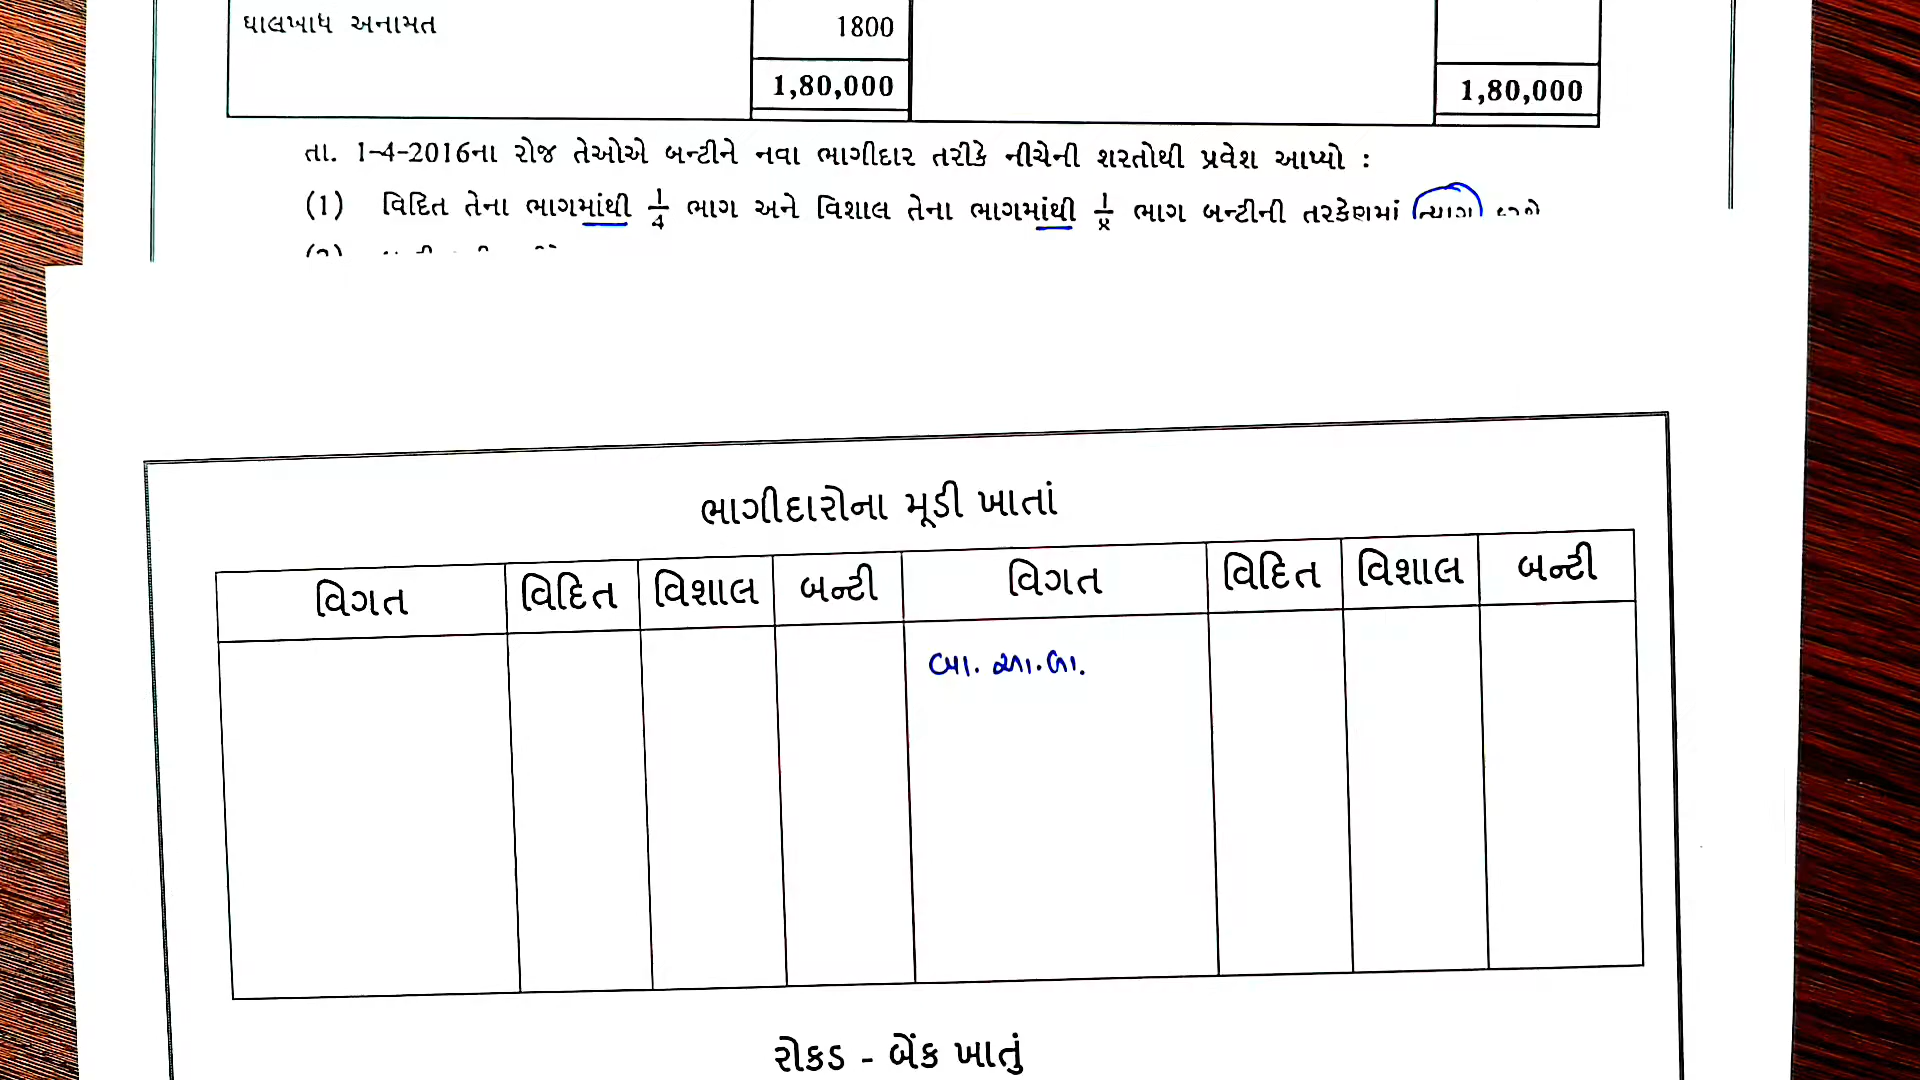 ઘાલખાધ અનામત 1800
1,80,000 1,80,000
તા. 1-4-2016ના રોજ તેઓએ બન્ટીને નવા ભાગીદાર તરીકે નીચેની શરતોથી પ્રવેશ આપ્યો :
(1) વિદિત તેના ભાગમાંથી 1/4 ભાગ અને વિશાલ તેના ભાગમાંથી 1/8 ભાગ બન્ટીની તરફેણમાં ત્યાગ
ભાગીદારોના મૂડી ખાતાં
વિગત વિદિત વિશાલ બન્ટી વિગત વિદિત વિશાલ બન્ટી
બા. આ. લા.
રોકડ - બેંક ખાતું